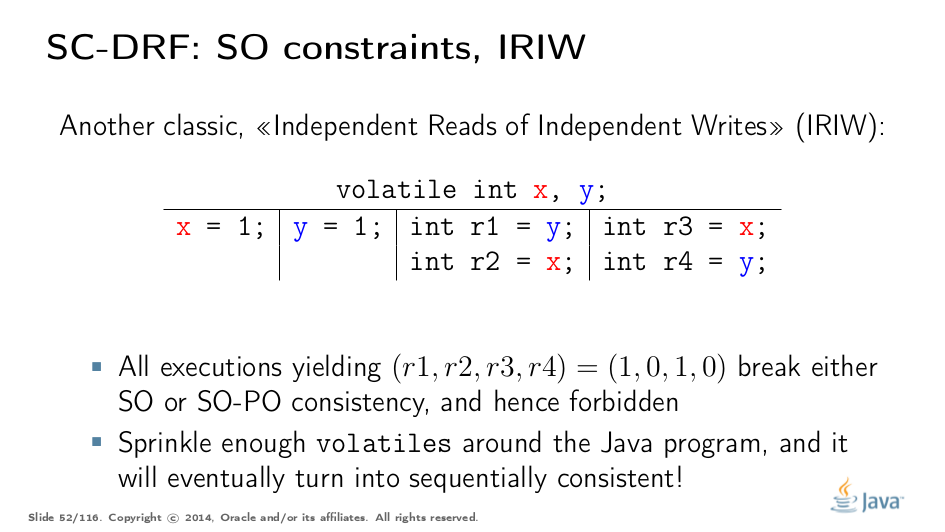 SC-DRF: SO constraints, IRIW
Another classic, «Independent Reads of Independent Writes» (IRIW):
volatile int x, y;
x = 1; y = 1; int r1 = y; int r3 = x;
int r2 = x; int r4 = y;
All executions yielding (r1, r2, r3, r4) = (1, 0, 1, 0) break either
SO or SO-PO consistency, and hence forbidden
Sprinkle enough volatiles around the Java program, and it
will eventually turn into sequentially consistent!
Java™
Slide 52/116. Copyright © 2014, Oracle and/or its affiliates. All rights reserved.